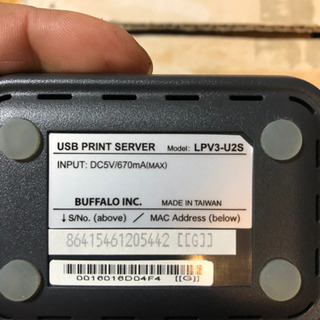 USB PRINT SERVER Model: LPV3-U2S
INPUT: DC5V/670mA(MAX)
BUFFALO INC. MADE IN TAIWAN
↓S/No. (above) / MAC Address (below)
86415461205442 [[G]]
0016016D04F4 [[G]]